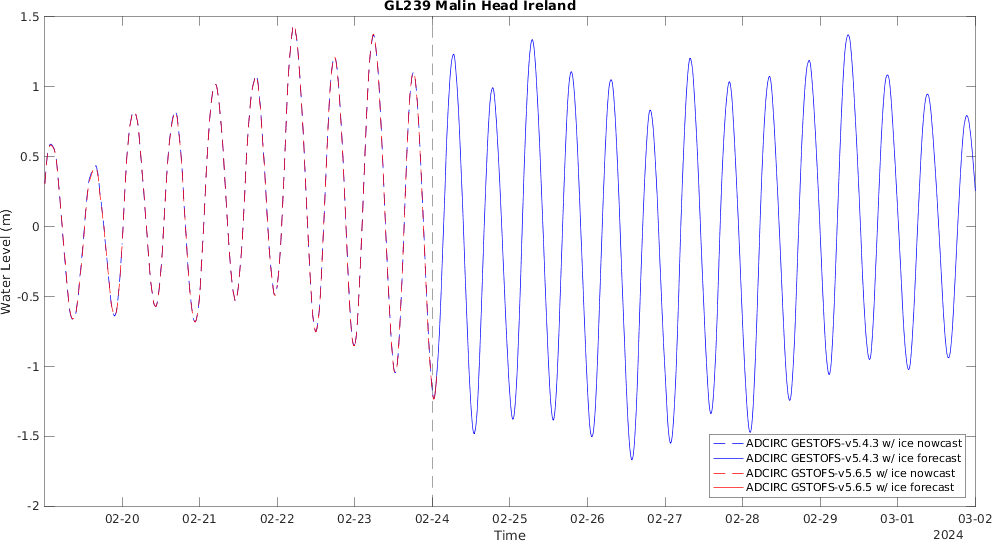 GL239 Malin Head Ireland
1.5
1
0.5
0
-0.5
-1
-1.5
-2
Water Level (m)
ADCIRC GESTOFS-v5.4.3 w/ ice nowcast
ADCIRC GESTOFS-v5.4.3 w/ ice forecast
ADCIRC GSTOFS-v5.6.5 w/ ice nowcast
ADCIRC GSTOFS-v5.6.5 w/ ice forecast
02-20 02-21 02-22 02-23 02-24 02-25 02-26 02-27 02-28 02-29 03-01 03-02
Time
2024